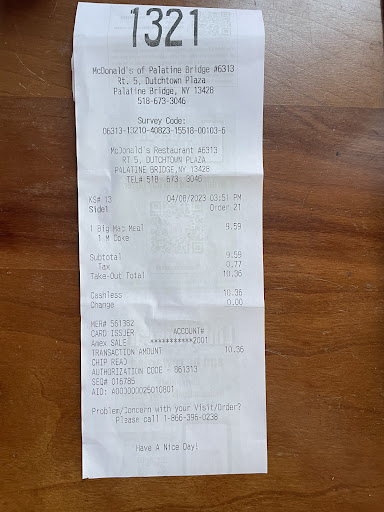 1321
McDonald's of Palatine Bridge #6313
Rt. 5, Dutchtown Plaza
Palatine Bridge, NY 13428
518-673-3046
Survey Code:
06313-13210-40823-15518-00103-6
McDonald's Restaurant #6313
RT 5, DUTCHTOWN PLAZA
PALATINE BRIDGE,NY 13428
TEL# 518 673 3046
KS# 13 04/08/2023 03:51 PM
Side1 Order 21
1 Big Mac Meal 9.59
1 M Coke
Subtotal 9.59
Tax 0.77
Take-Out Total 10.36
Cashless 10.36
Change 0.00
MER# 561382
CARD ISSUER ACCOUNT#
Amex SALE ***********2001
TRANSACTION AMOUNT 10.36
CHIP READ
AUTHORIZATION CODE - 861313
SEQ# 016785
AID: A000000025010801
Problem/Concern with your Visit/Order?
Please call 1-866-396-0238
Have A Nice Day!